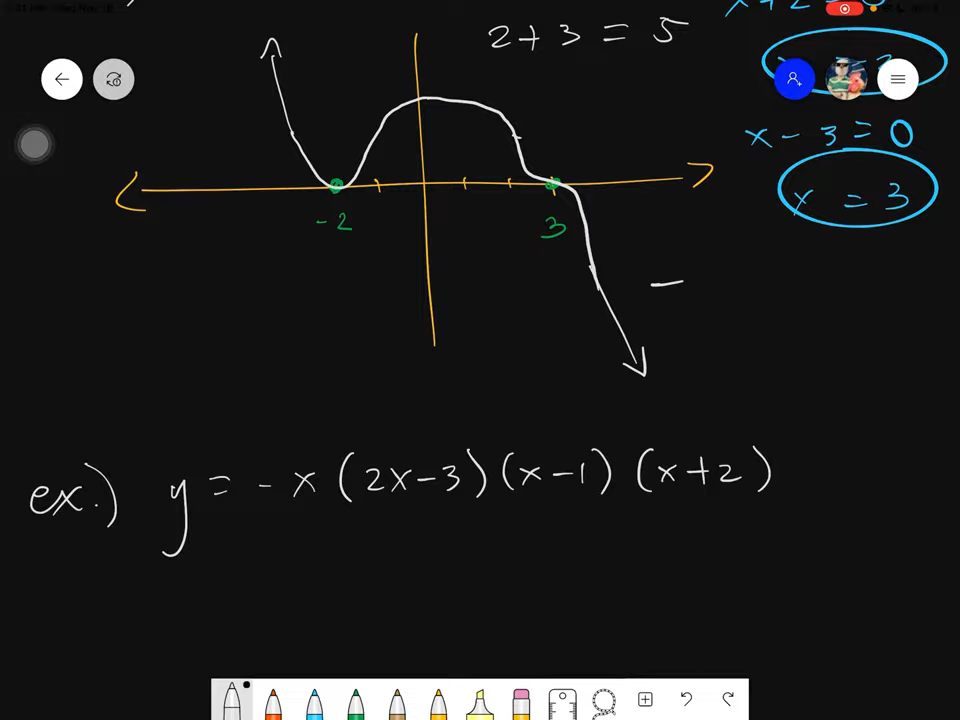 2 + 3 = 5
x - 3 = 0
x = 3
-2
3
-
ex.) y = -x (2x-3) (x-1) (x+2)